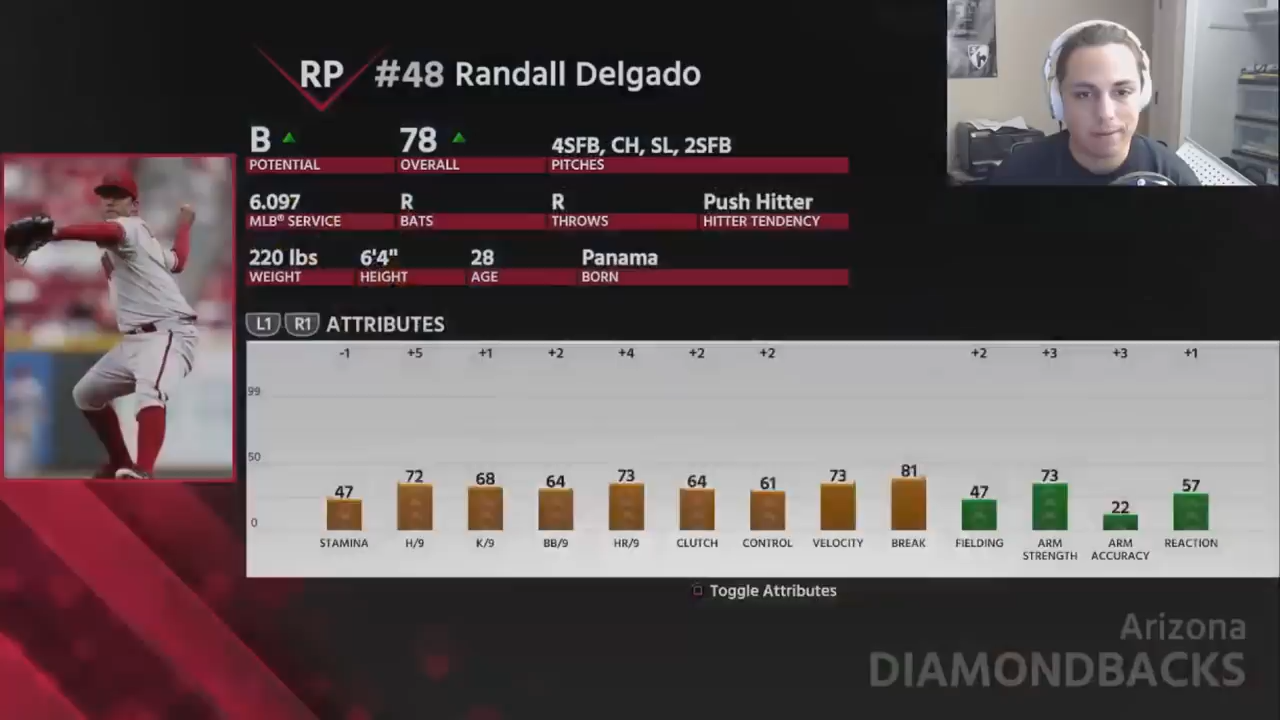 RP #48 Randall Delgado
B 78 4SFB, CH, SL, 2SFB
POTENTIAL OVERALL PITCHES
6.097 R R Push Hitter
MLB® SERVICE BATS THROWS HITTER TENDENCY
220 lbs 6'4" 28 Panama
WEIGHT HEIGHT AGE BORN
L1 R1 ATTRIBUTES
-1 +5 +1 +2 +4 +2 +2 +2 +3 +3 +1
99
50
0
47 72 68 64 73 64 61 73 81 47 73 22 57
STAMINA H/9 K/9 BB/9 HR/9 CLUTCH CONTROL VELOCITY BREAK FIELDING ARM STRENGTH ARM ACCURACY REACTION
Toggle Attributes
Arizona
DIAMONDBACKS